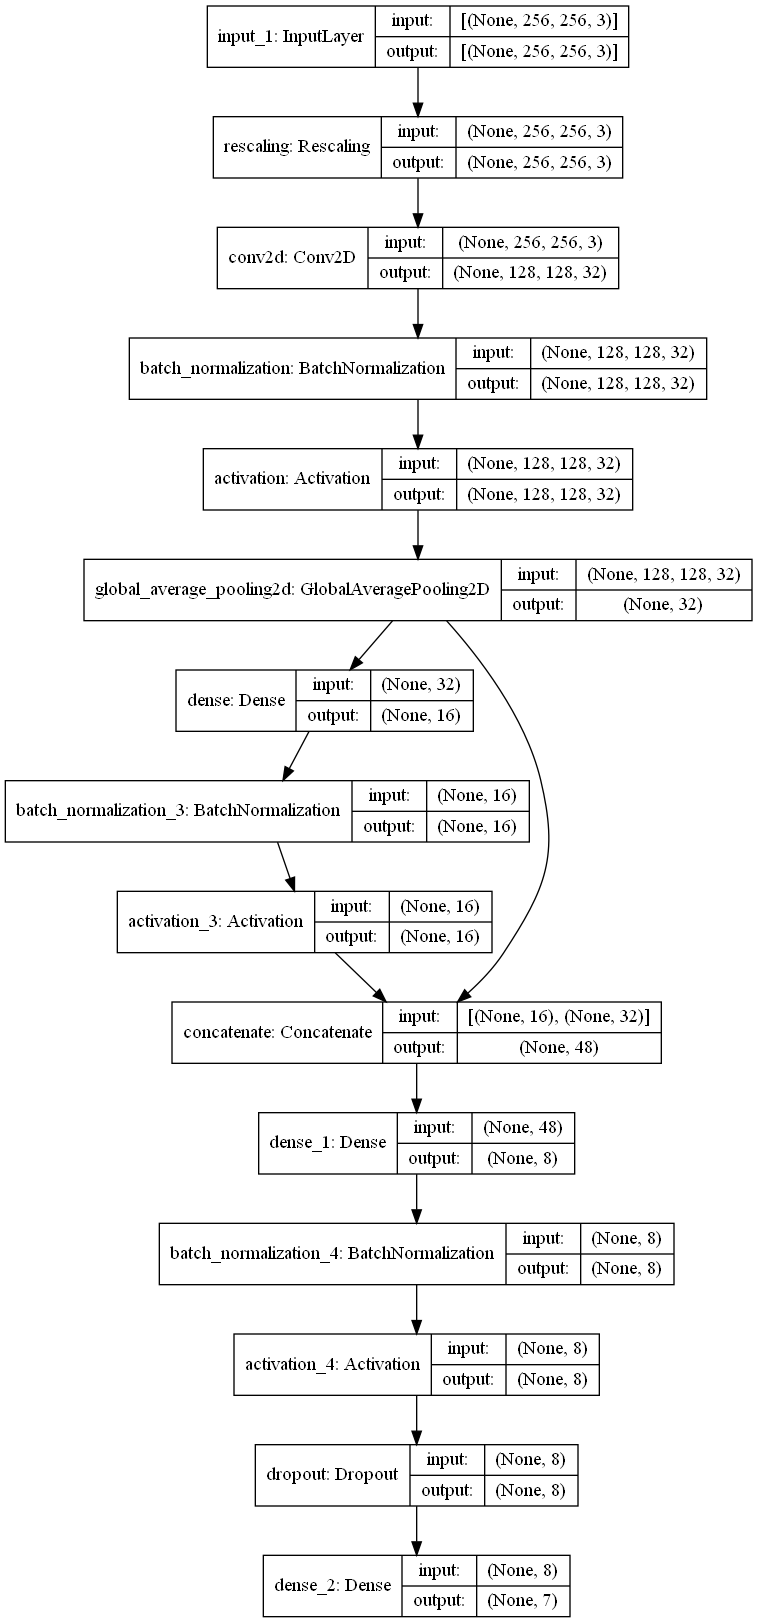 input_1: InputLayer
input:
[(None, 256, 256, 3)]
output:
[(None, 256, 256, 3)]
rescaling: Rescaling
input:
(None, 256, 256, 3)
output:
(None, 256, 256, 3)
conv2d: Conv2D
input:
(None, 256, 256, 3)
output:
(None, 128, 128, 32)
batch_normalization: BatchNormalization
input:
(None, 128, 128, 32)
output:
(None, 128, 128, 32)
activation: Activation
input:
(None, 128, 128, 32)
output:
(None, 128, 128, 32)
global_average_pooling2d: GlobalAveragePooling2D
input:
(None, 128, 128, 32)
output:
(None, 32)
dense: Dense
input:
(None, 32)
output:
(None, 16)
batch_normalization_3: BatchNormalization
input:
(None, 16)
output:
(None, 16)
activation_3: Activation
input:
(None, 16)
output:
(None, 16)
concatenate: Concatenate
input:
[(None, 16), (None, 32)]
output:
(None, 48)
dense_1: Dense
input:
(None, 48)
output:
(None, 8)
batch_normalization_4: BatchNormalization
input:
(None, 8)
output:
(None, 8)
activation_4: Activation
input:
(None, 8)
output:
(None, 8)
dropout: Dropout
input:
(None, 8)
output:
(None, 8)
dense_2: Dense
input:
(None, 8)
output:
(None, 7)